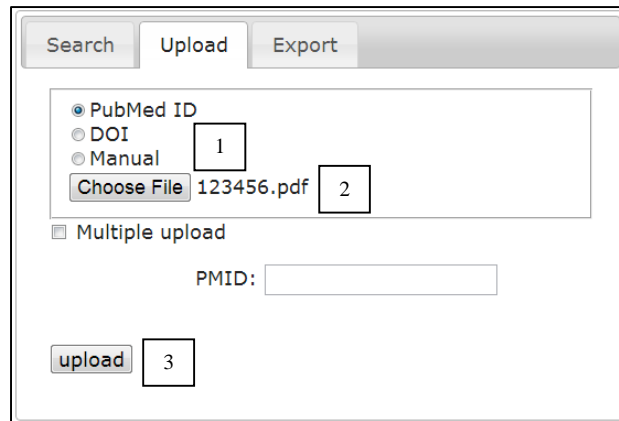 Search Upload Export
PubMed ID
DOI
1
Manual
Choose File 123456.pdf 2
Multiple upload
PMID:
upload 3